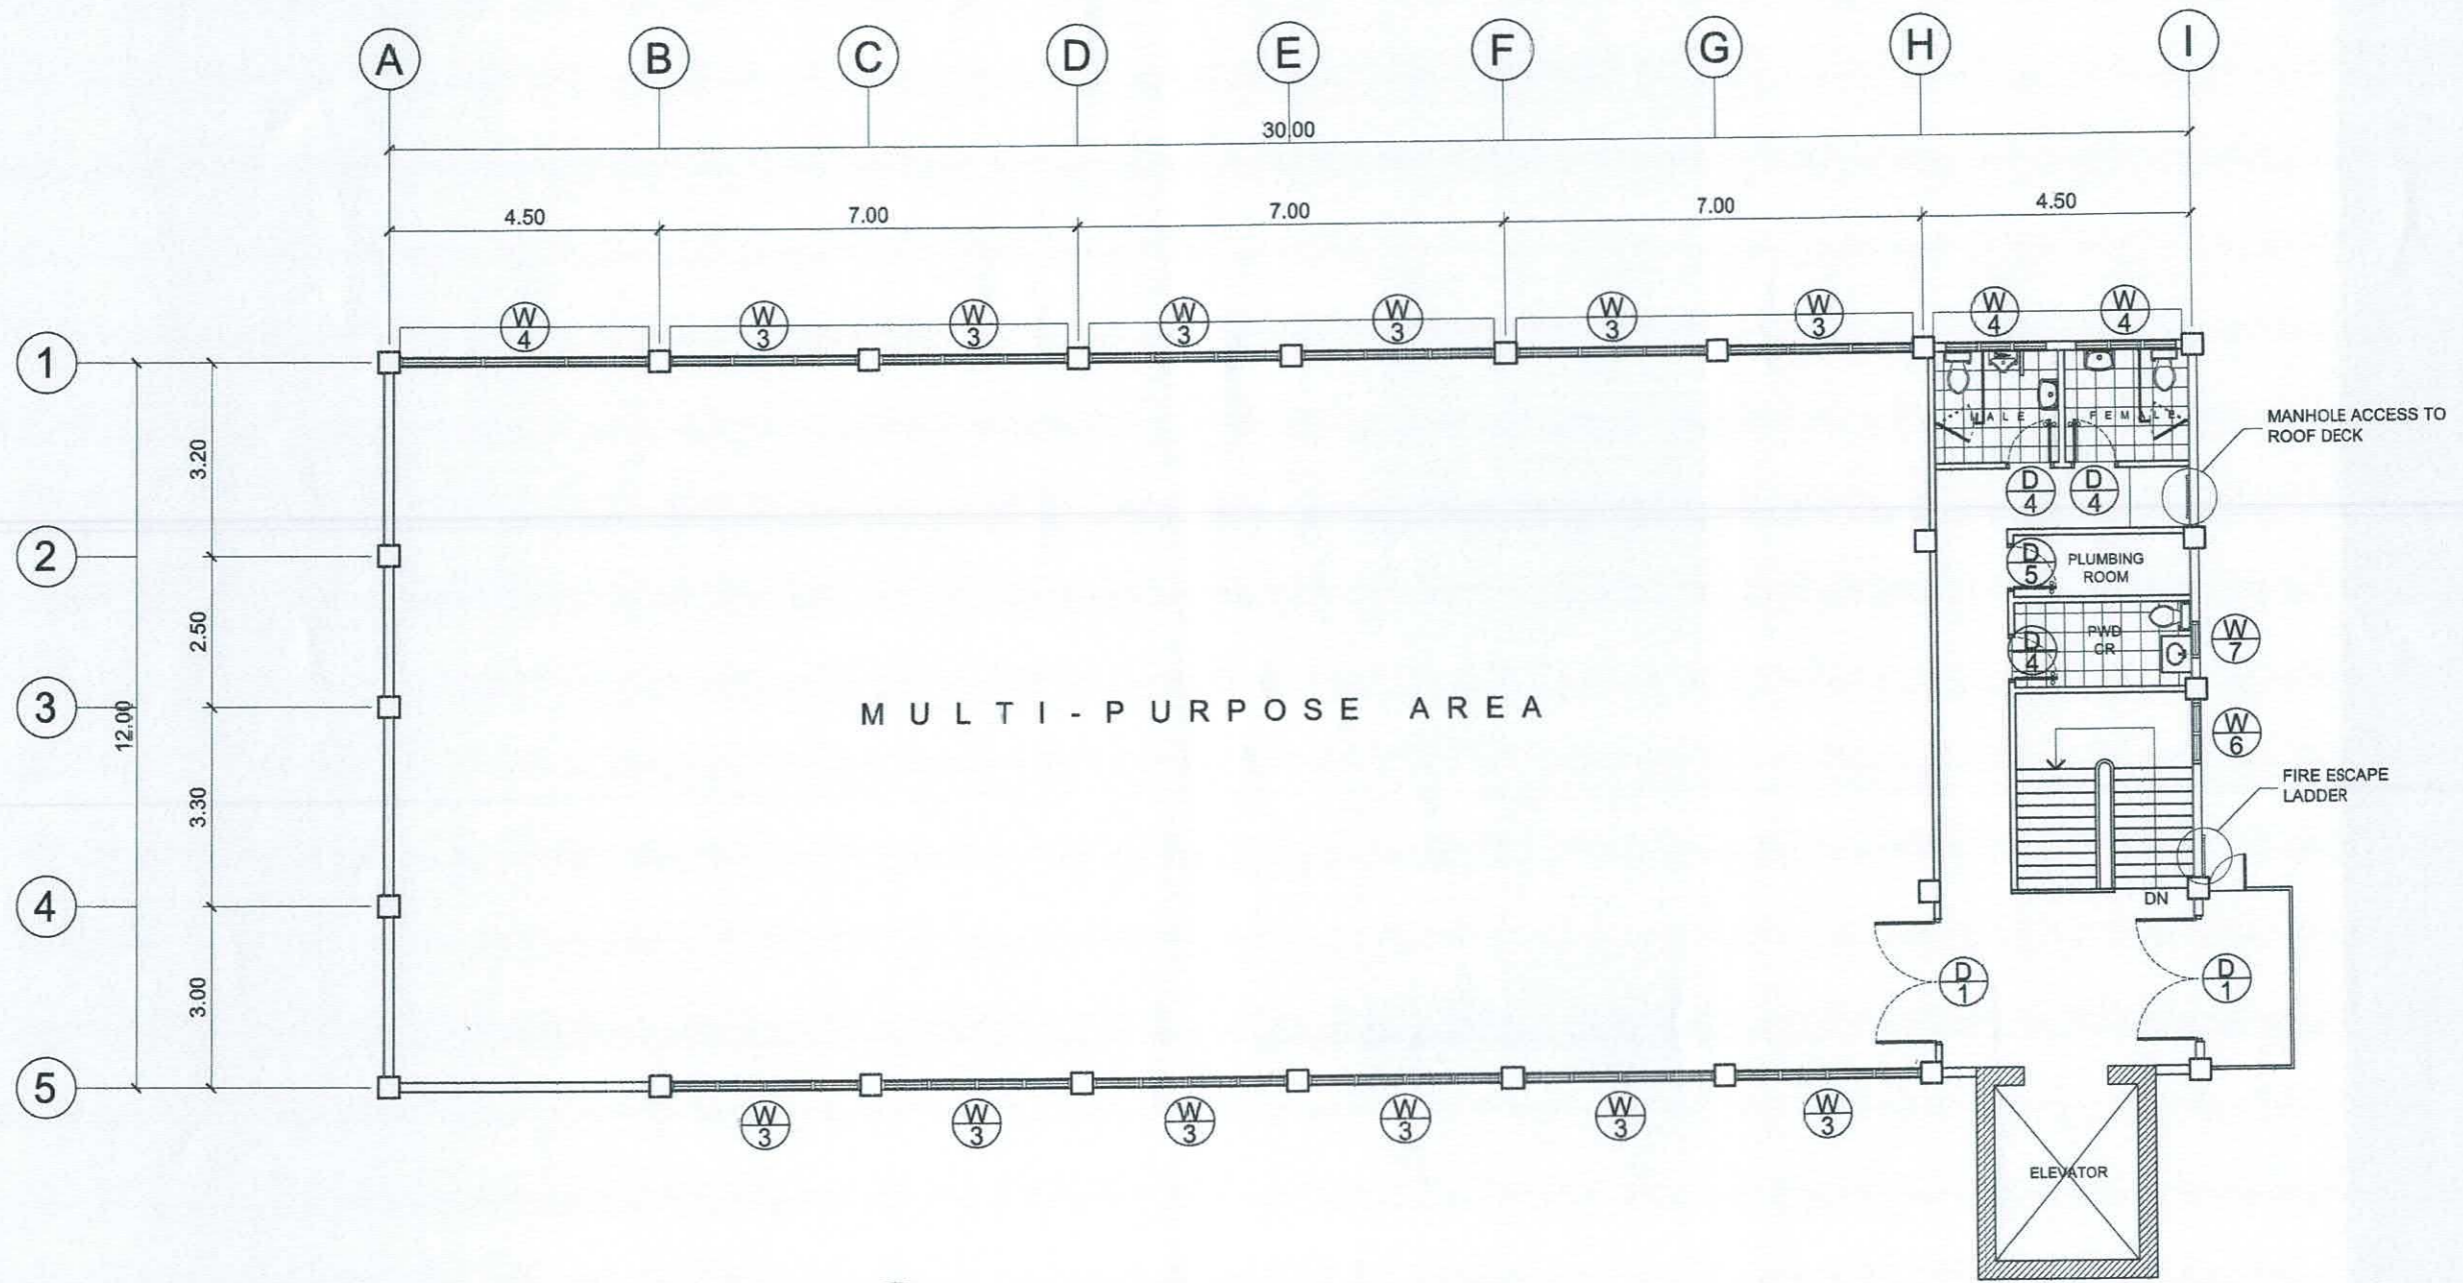 A B C D E F G H I
30.00
4.50 7.00 7.00 7.00 4.50
W 4 W 3 W 3 W 3 W 3 W 3 W 3 W 4 W 4
1
MALE FEMALE
MANHOLE ACCESS TO
ROOF DECK
3.20
D 4 D 4
2
D 5 PLUMBING
ROOM
2.50
D 4 PWD
CR
W 7
3
12.00
MULTI-PURPOSE AREA
W 6
3.30
FIRE ESCAPE
LADDER
4
DN
3.00
D 1 D 1
5
W 3 W 3 W 3 W 3 W 3 W 3
ELEVATOR